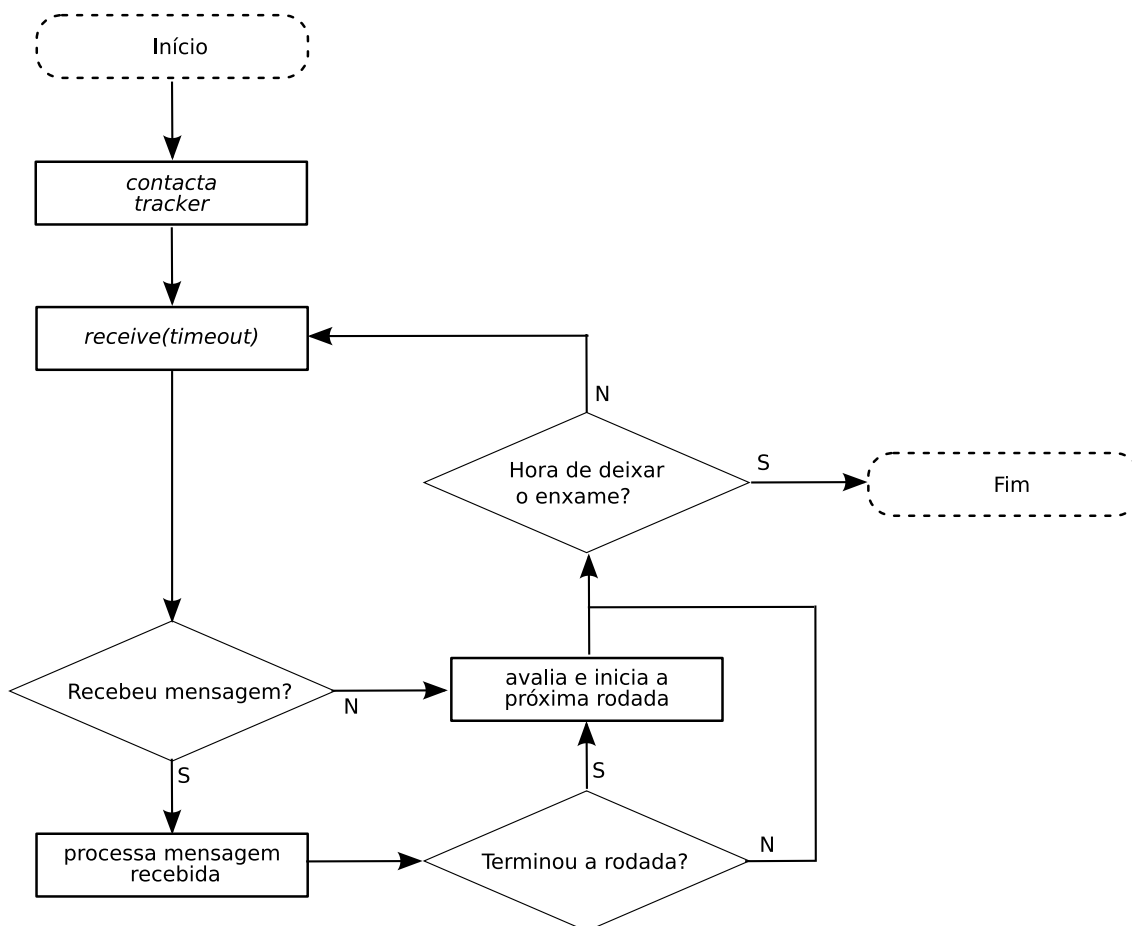 Início
contacta
tracker
receive(timeout)
N
Hora de deixar
o enxame?
S
Fim
Recebeu mensagem?
N
avalia e inicia a
próxima rodada
S
S
processa mensagem
recebida
Terminou a rodada?
N